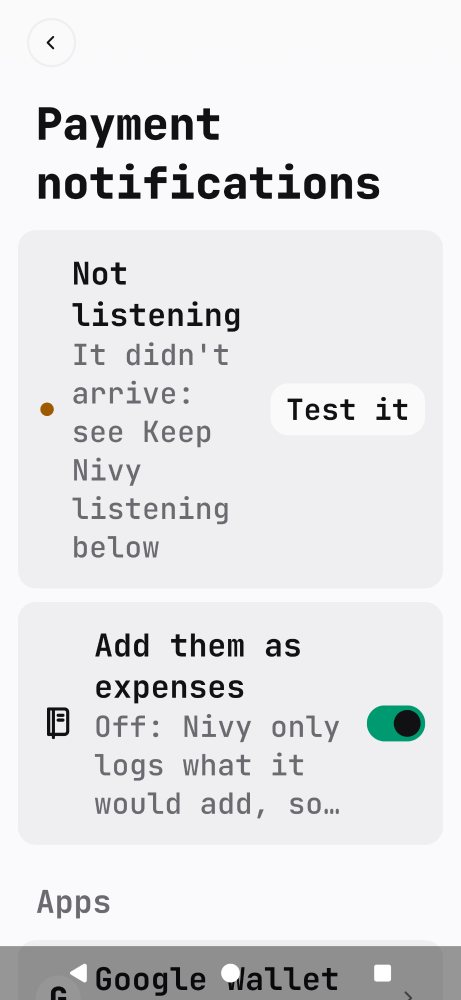 Payment
notifications
Not
listening
It didn't
arrive:
see Keep
Nivy
listening
below
Test it
Add them as
expenses
Off: Nivy only
logs what it
would add, so…
Apps
G
Google Wallet